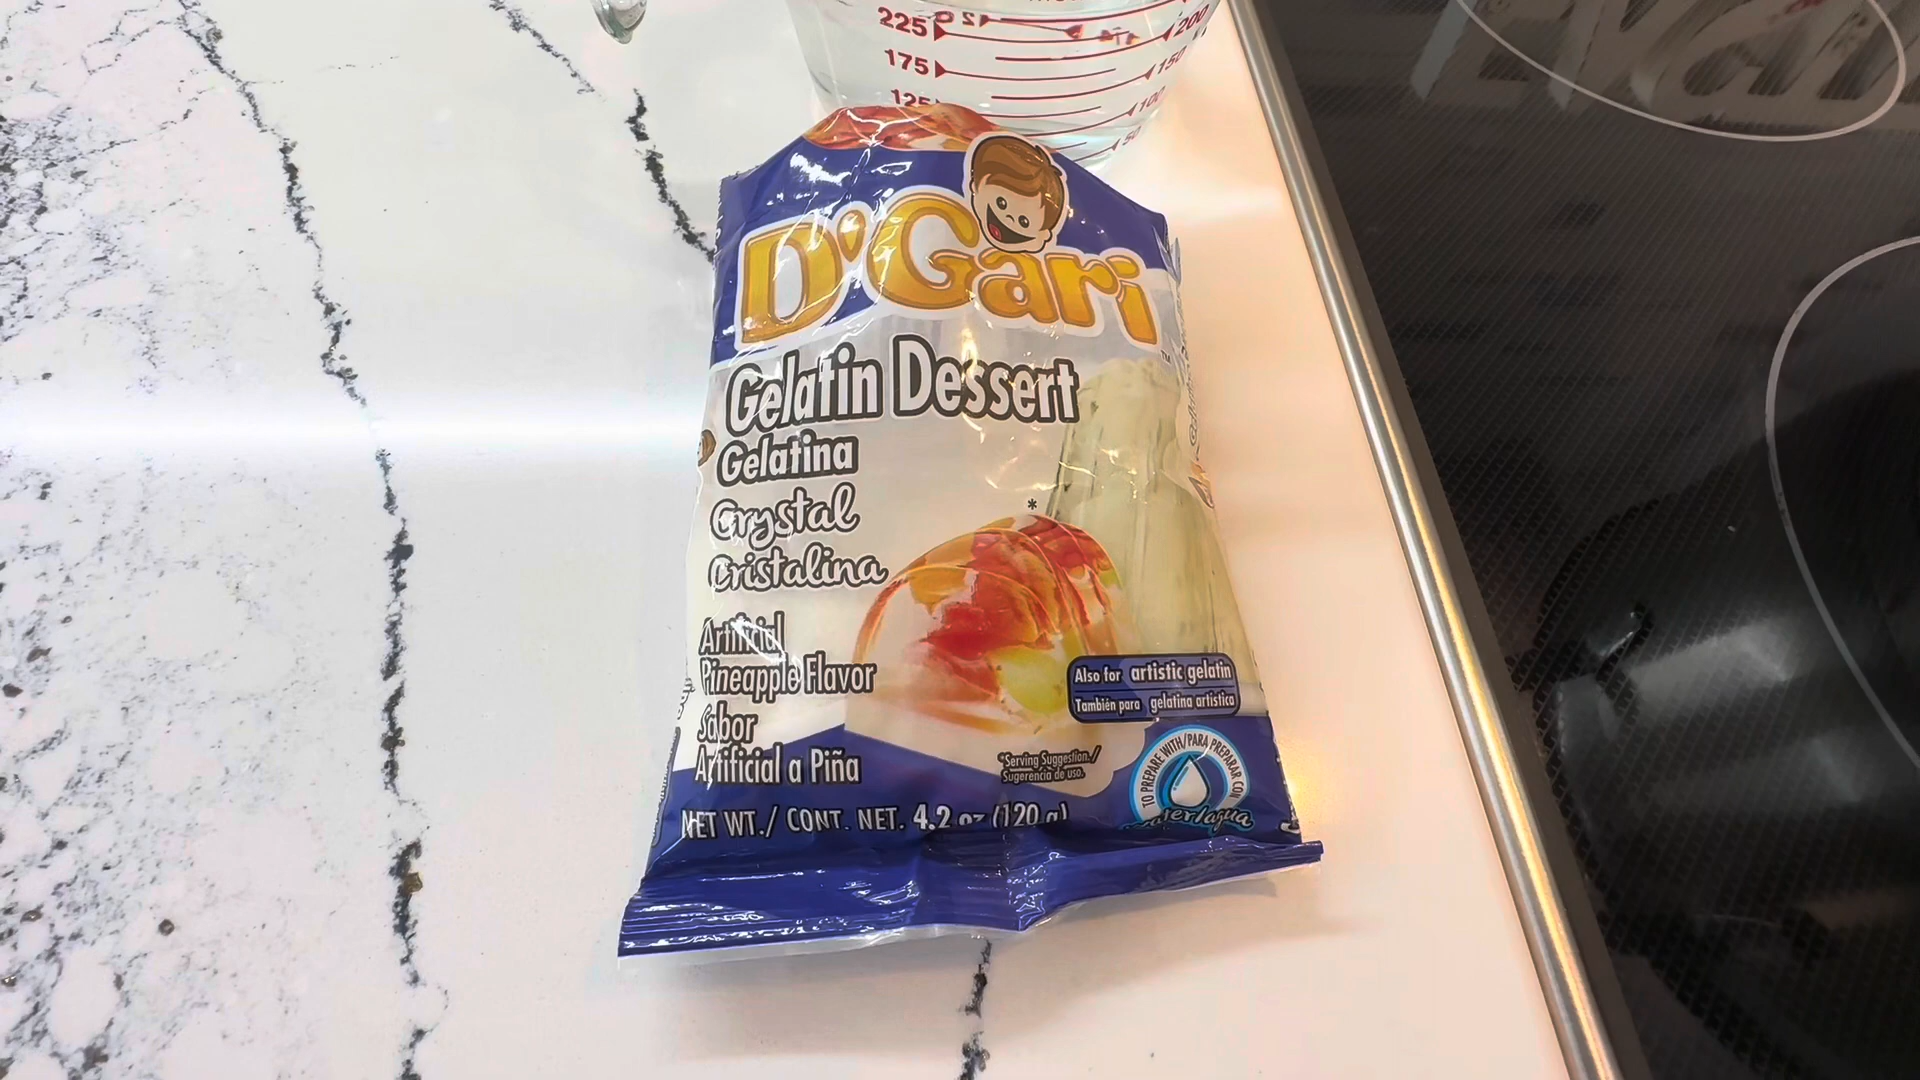 225
200
175
150
125
100
50
D'Gari
™
Gelatin Dessert
Gelatina
Crystal
Cristalina
*
Artificial
Pineapple Flavor
Sabor
Artificial a Piña
Also for artistic gelatin
También para gelatina artística
*Serving Suggestion./
Sugerencia de uso.
TO PREPARE WITH/PARA PREPARAR CON
water/agua
NET WT./ CONT. NET. 4.2 oz (120 g)